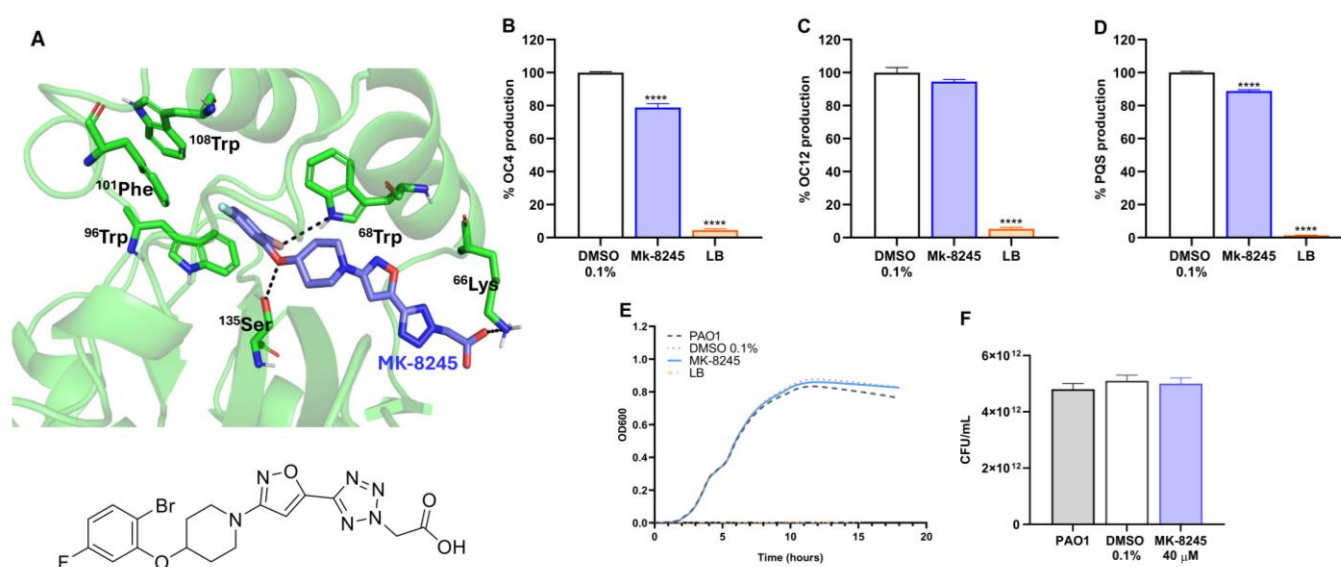 A
108Trp
101Phe
96Trp
68Trp
66Lys
135Ser
MK-8245
Br
F
O
N
N
O
N
N
N
N
O
OH
B
% OC4 production
120
100
80
60
40
20
0
****
****
DMSO
0.1%
Mk-8245
LB
C
% OC12 production
120
100
80
60
40
20
0
****
DMSO
0.1%
Mk-8245
LB
D
% PQS production
120
100
80
60
40
20
0
****
****
DMSO
0.1%
Mk-8245
LB
E
PAO1
DMSO 0.1%
MK-8245
LB
OD600
1.2
1.0
0.8
0.6
0.4
0.2
0.0
0
5
10
15
20
Time (hours)
F
CFU/mL
6×10¹²
4×10¹²
2×10¹²
0
PAO1
DMSO
0.1%
MK-8245
40 μM